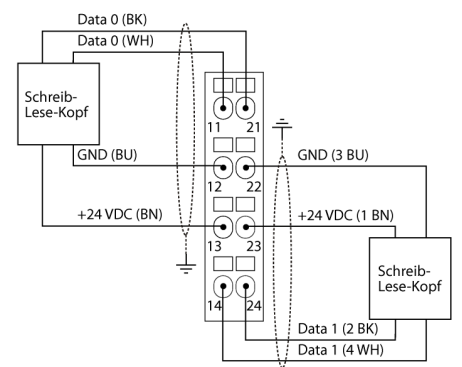 Data 0 (BK)
Data 0 (WH)
Schreib-
Lese-Kopf
11 21
GND (BU)
GND (3 BU)
12 22
+24 VDC (BN)
+24 VDC (1 BN)
13 23
Schreib-
Lese-Kopf
14 24
Data 1 (2 BK)
Data 1 (4 WH)